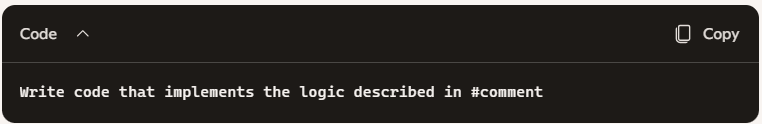 Code
Copy
Write code that implements the logic described in #comment